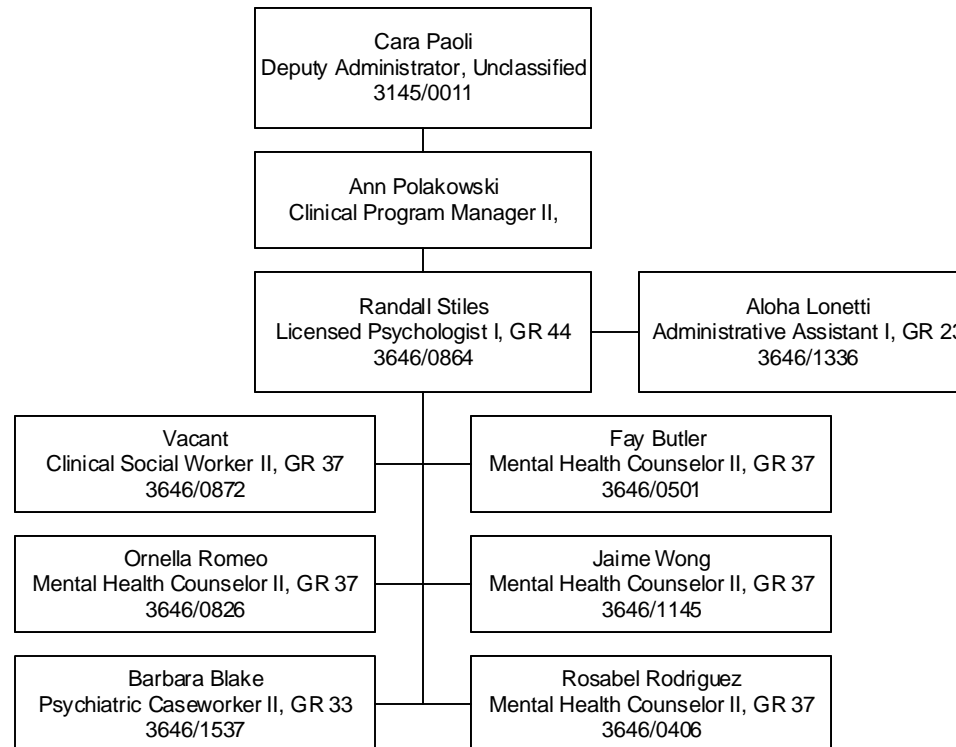 Cara Paoli
Deputy Administrator, Unclassified
3145/0011
Ann Polakowski
Clinical Program Manager II,
Randall Stiles
Licensed Psychologist I, GR 44
3646/0864
Aloha Lonetti
Administrative Assistant I, GR 23
3646/1336
Vacant
Clinical Social Worker II, GR 37
3646/0872
Fay Butler
Mental Health Counselor II, GR 37
3646/0501
Ornella Romeo
Mental Health Counselor II, GR 37
3646/0826
Jaime Wong
Mental Health Counselor II, GR 37
3646/1145
Barbara Blake
Psychiatric Caseworker II, GR 33
3646/1537
Rosabel Rodriguez
Mental Health Counselor II, GR 37
3646/0406